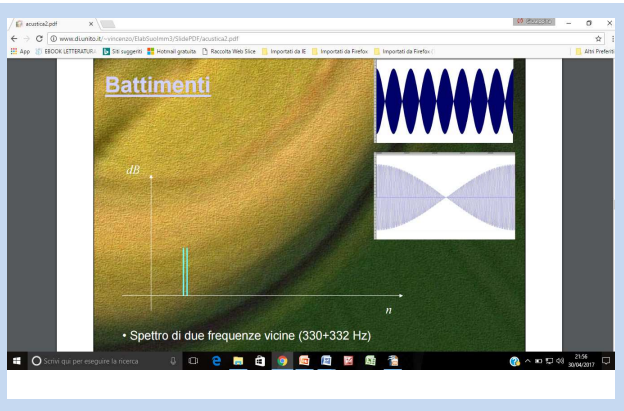 acustica2.pdf
www.di.unito.it/~vincenzo/ElabSuoImm3/SlidePDF/acustica2.pdf
App EBOOK LETTERATURA Siti suggeriti Hotmail gratuita Raccolta Web Slice Importati da IE Importati da Firefox Importati da Firefox Altri Preferiti
Battimenti
dB
n
• Spettro di due frequenze vicine (330+332 Hz)
Scrivi qui per eseguire la ricerca
21:56
30/04/2017